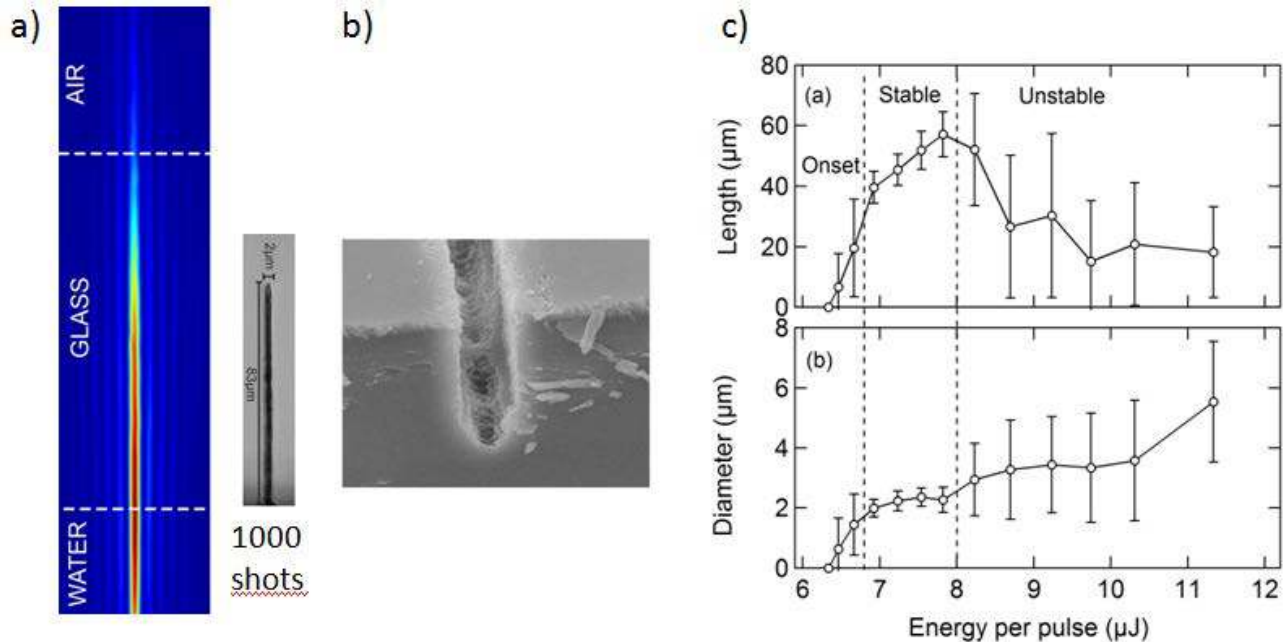 a)
AIR
GLASS
WATER
2µm
83µm
1000
shots
b)
c)
(a)
Onset
Stable
Unstable
80
60
40
20
0
Length (µm)
(b)
8
6
4
2
0
Diameter (µm)
6 7 8 9 10 11 12
Energy per pulse (µJ)